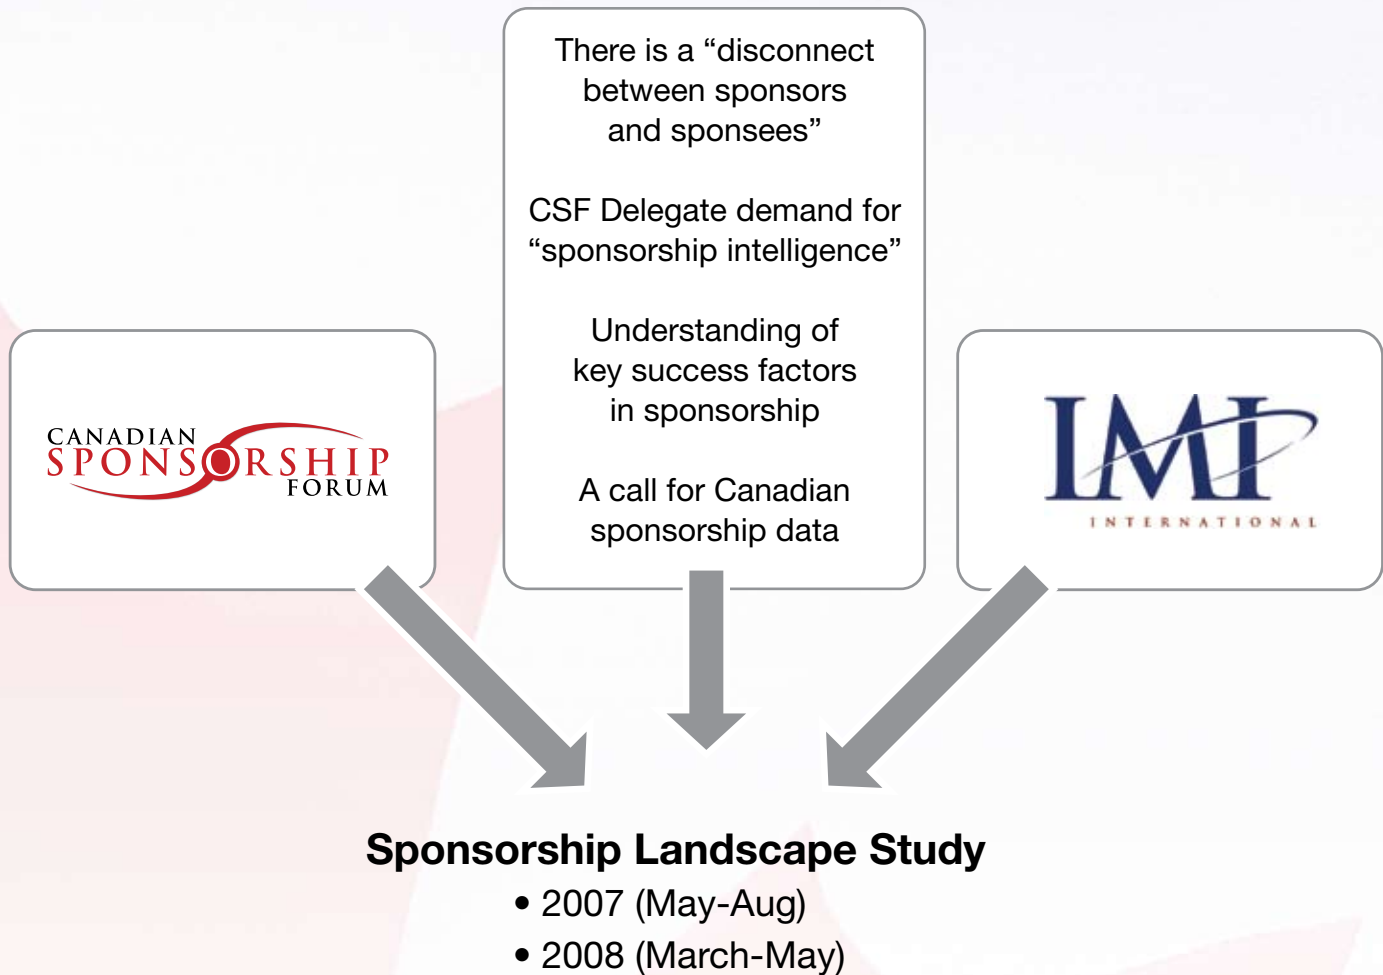 There is a “disconnect
between sponsors
and sponsees”
CSF Delegate demand for
“sponsorship intelligence”
Understanding of
key success factors
in sponsorship
A call for Canadian
sponsorship data
CANADIAN
SPONSORSHIP
FORUM
IMI
INTERNATIONAL
Sponsorship Landscape Study
• 2007 (May-Aug)
• 2008 (March-May)